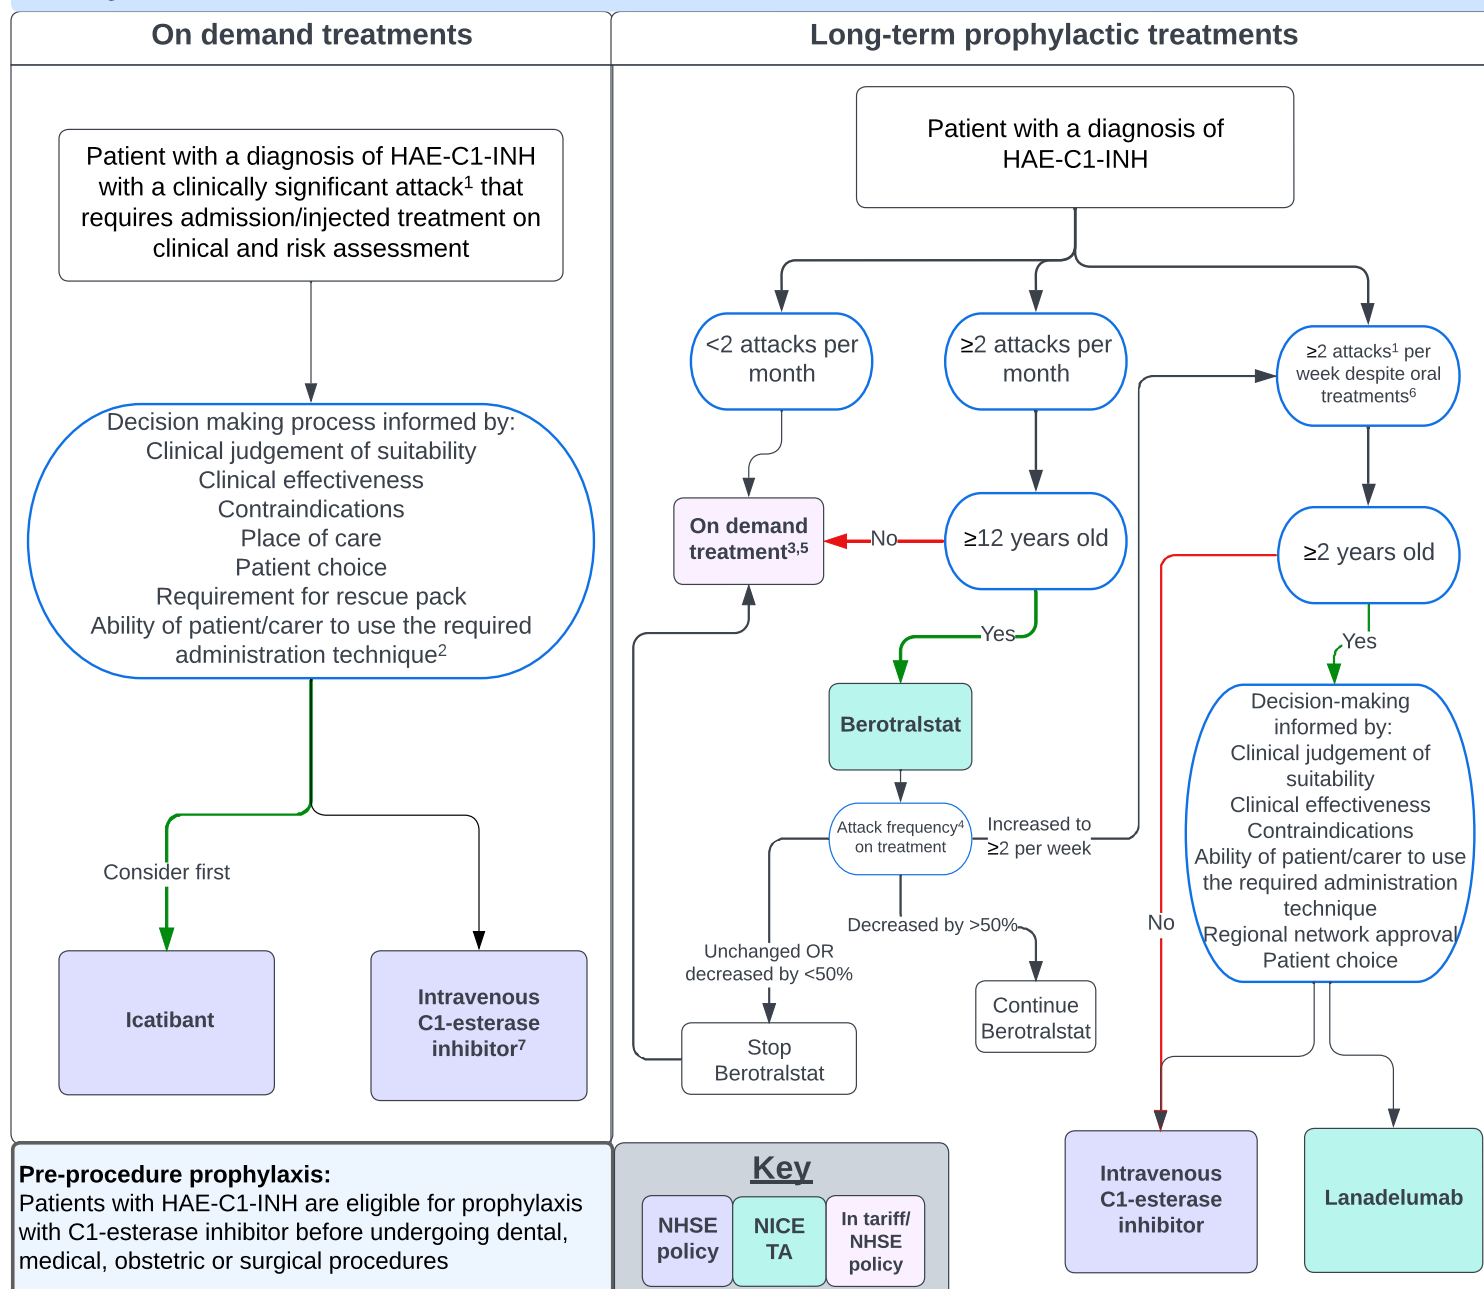 On demand treatments
Patient with a diagnosis of HAE-C1-INH
with a clinically significant attack¹ that
requires admission/injected treatment on
clinical and risk assessment
Decision making process informed by:
Clinical judgement of suitability
Clinical effectiveness
Contraindications
Place of care
Patient choice
Requirement for rescue pack
Ability of patient/carer to use the required
administration technique²
Consider first
Icatibant
Intravenous
C1-esterase
inhibitor⁷
Pre-procedure prophylaxis:
Patients with HAE-C1-INH are eligible for prophylaxis
with C1-esterase inhibitor before undergoing dental,
medical, obstetric or surgical procedures
Long-term prophylactic treatments
Patient with a diagnosis of
HAE-C1-INH
<2 attacks per
month
≥2 attacks per
month
≥2 attacks¹ per
week despite oral
treatments⁶
On demand
treatment³,⁵
No
≥12 years old
≥2 years old
Yes
Yes
Berotralstat
Attack frequency⁴
on treatment
Increased to
≥2 per week
Decreased by >50%
Unchanged OR
decreased by <50%
Continue
Berotralstat
Stop
Berotralstat
Decision-making
informed by:
Clinical judgement of
suitability
Clinical effectiveness
Contraindications
Ability of patient/carer to use
the required administration
technique
Regional network approval
Patient choice
No
Intravenous
C1-esterase
inhibitor
Lanadelumab
Key
NHSE
policy
NICE
TA
In tariff/
NHSE
policy